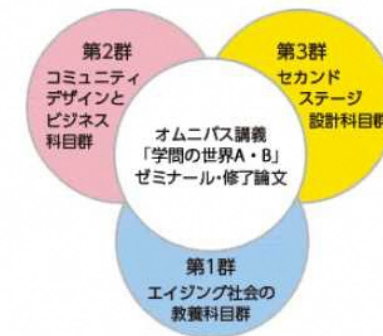 第2群
コミュニティ
デザインと
ビジネス
科目群
第3群
セカンド
ステージ
設計科目群
オムニバス講義
「学問の世界A・B」
ゼミナール・修了論文
第1群
エイジング社会の
教養科目群